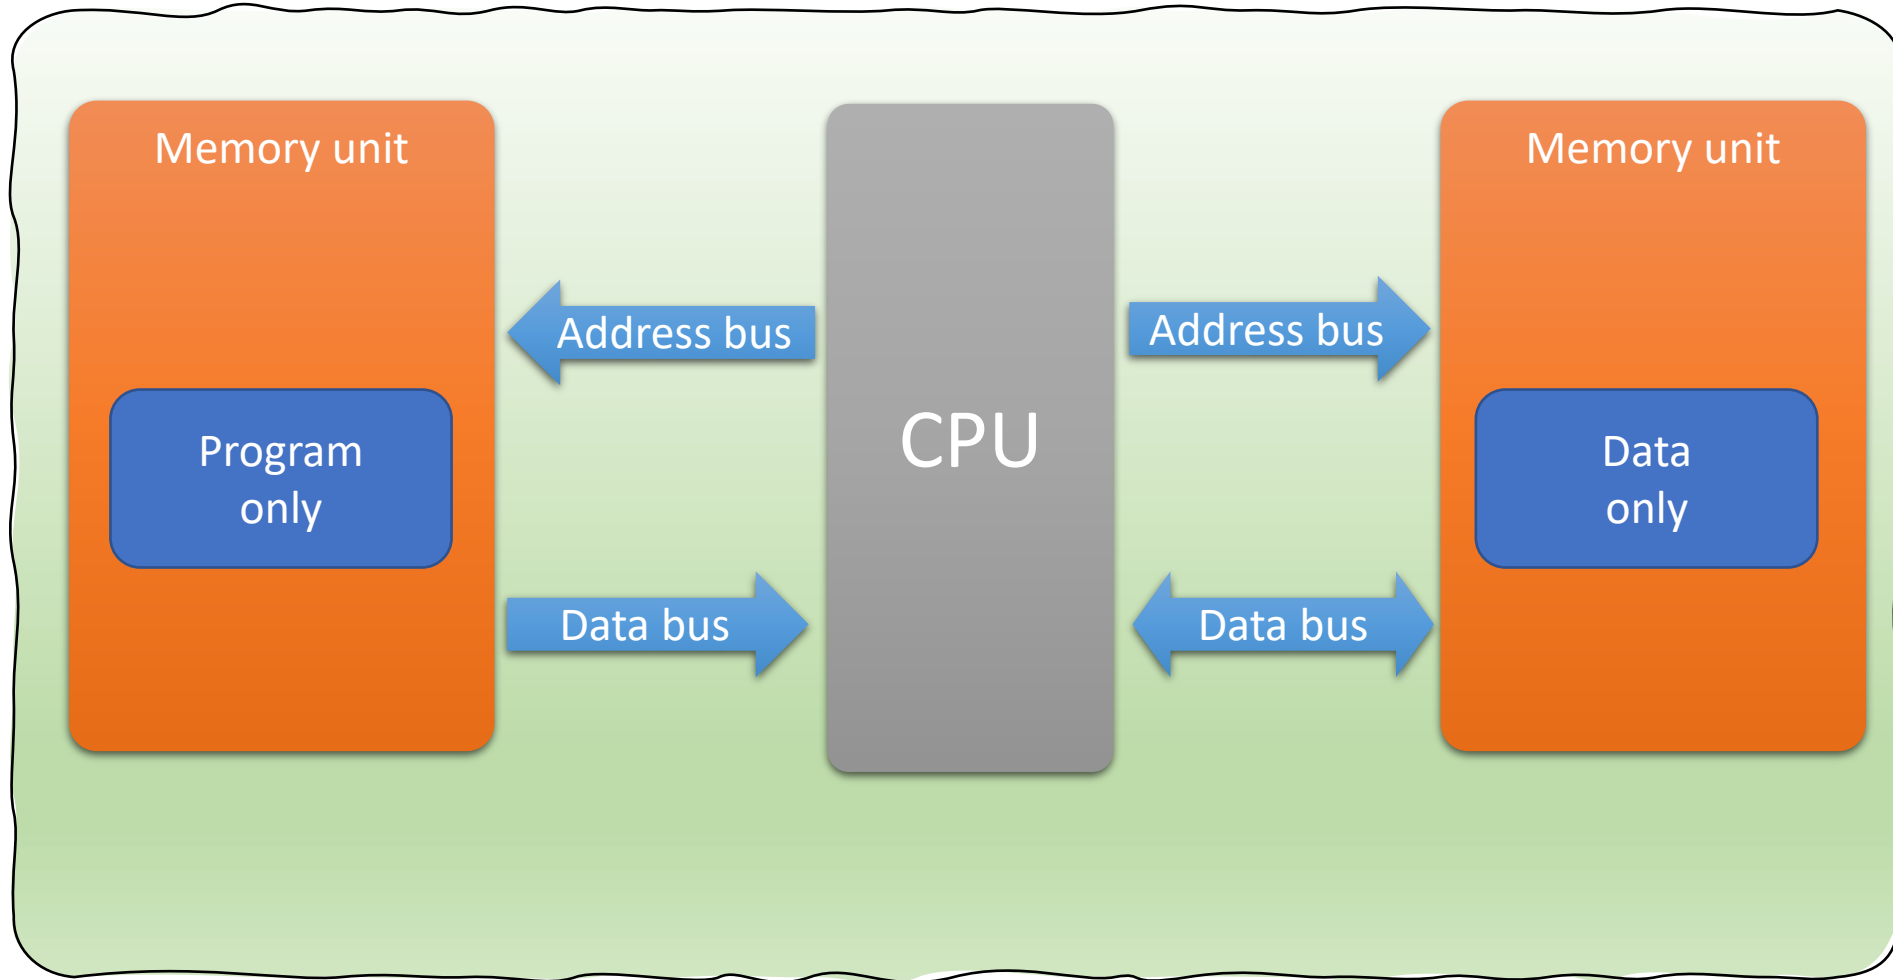 Memory unit
Program
only
Address bus
Data bus
CPU
Address bus
Data bus
Memory unit
Data
only